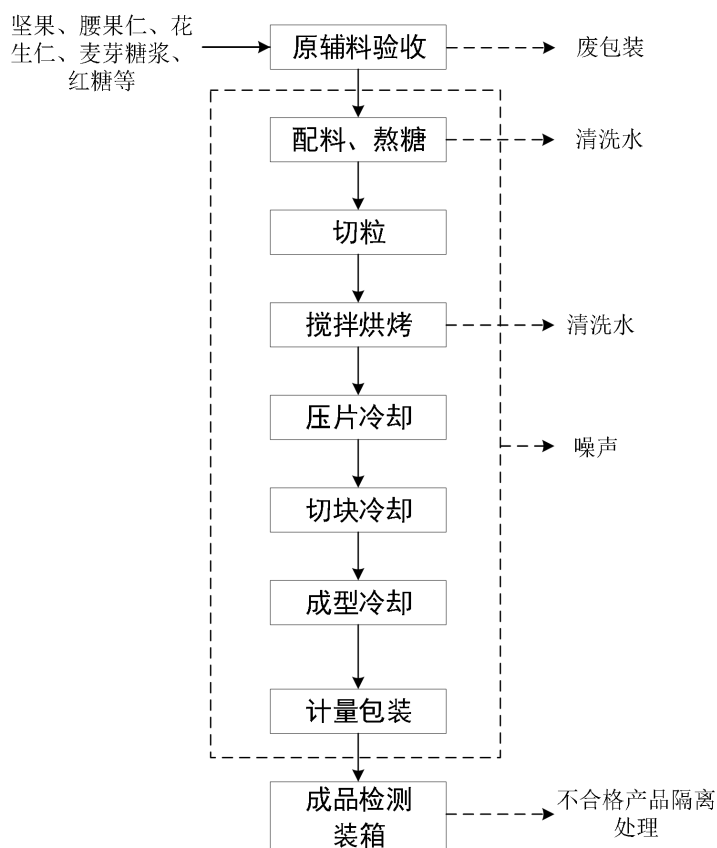 坚果、腰果仁、花
生仁、麦芽糖浆、
红糖等
原辅料验收
废包装
配料、熬糖
清洗水
切粒
搅拌烘烤
清洗水
压片冷却
噪声
切块冷却
成型冷却
计量包装
成品检测
装箱
不合格产品隔离
处理